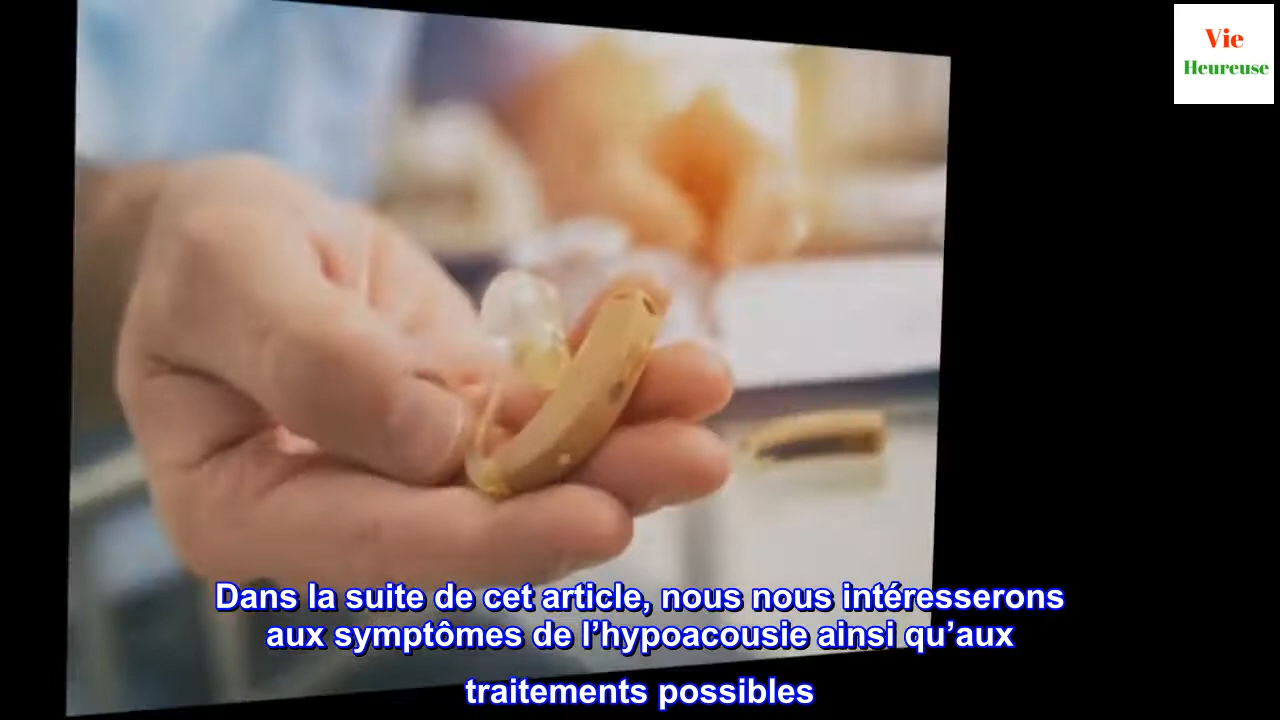 Vie
Heureuse
Dans la suite de cet article, nous nous intéresserons
aux symptômes de l’hypoacousie ainsi qu’aux
traitements possibles